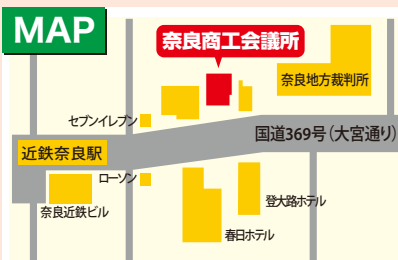 MAP
奈良商工会議所
奈良地方裁判所
セブンイレブン
国道369号(大宮通り)
近鉄奈良駅
ローソン
奈良近鉄ビル
登大路ホテル
春日ホテル